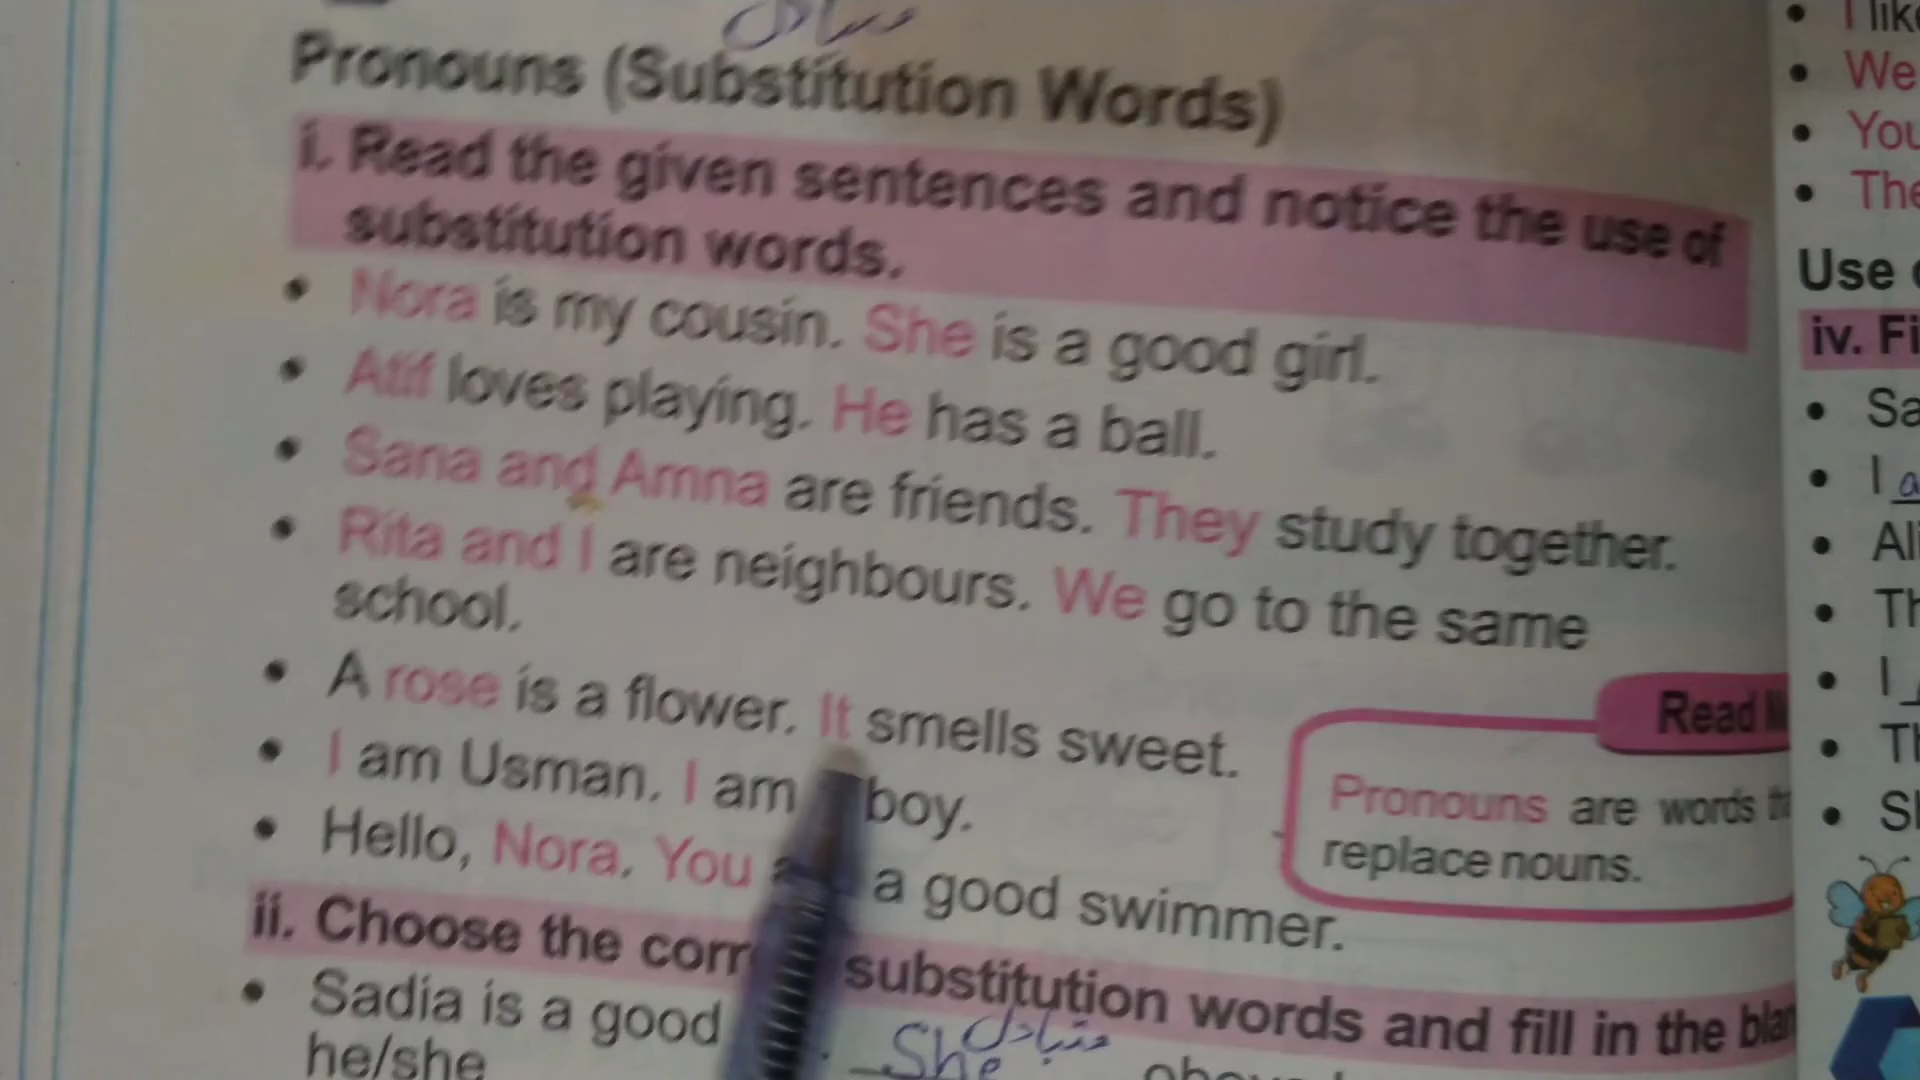 متبادل
Pronouns (Substitution Words)
i. Read the given sentences and notice the use of
substitution words.
• Nora is my cousin. She is a good girl.
• Atif loves playing. He has a ball.
• Sana and Amna are friends. They study together.
• Rita and I are neighbours. We go to the same
school.
• A rose is a flower. It smells sweet.
• I am Usman. I am boy.
• Hello, Nora. You a good swimmer.
Read
Pronouns are words
replace nouns.
ii. Choose the substitution words and fill in the
متبادل
• Sadia is a good . She
he/she
• I
• We
• You
Use
iv.
• I
• I